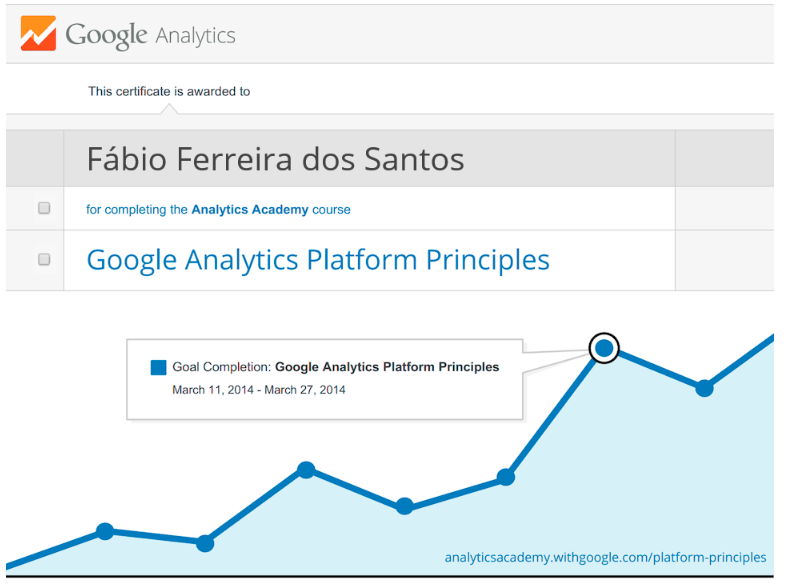 Google Analytics
This certificate is awarded to
Fábio Ferreira dos Santos
for completing the Analytics Academy course
Google Analytics Platform Principles
Goal Completion: Google Analytics Platform Principles
March 11, 2014 - March 27, 2014
analyticsacademy.withgoogle.com/platform-principles